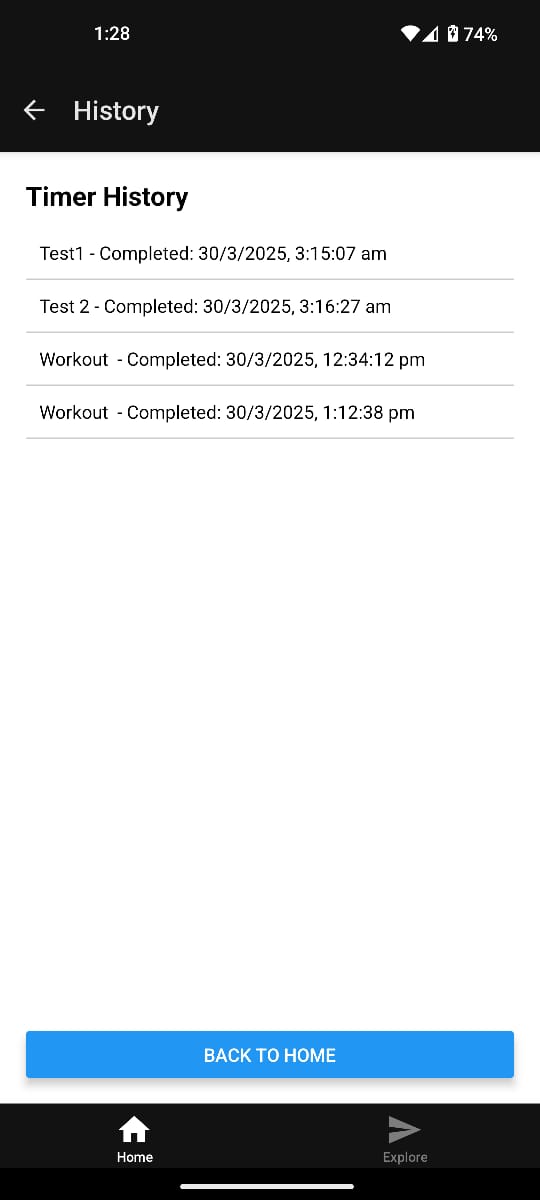 1:28
74%
History
Timer History
Test1 - Completed: 30/3/2025, 3:15:07 am
Test 2 - Completed: 30/3/2025, 3:16:27 am
Workout  - Completed: 30/3/2025, 12:34:12 pm
Workout  - Completed: 30/3/2025, 1:12:38 pm
BACK TO HOME
Home
Explore